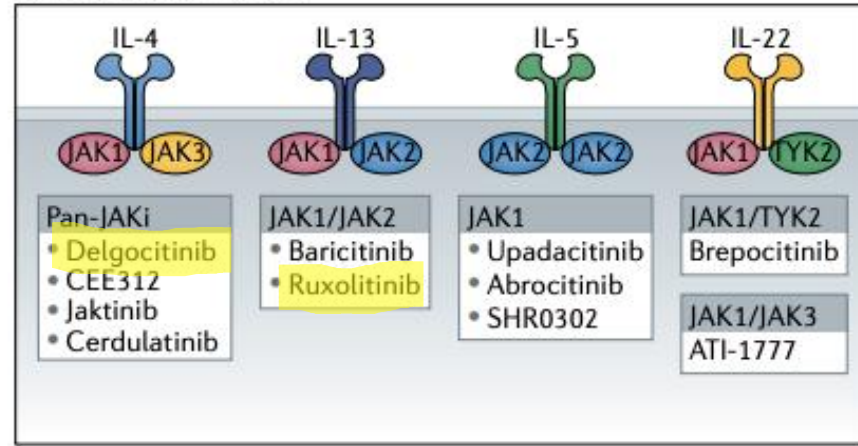 IL-4
IL-13
IL-5
IL-22
JAK1 JAK3
JAK1 JAK2
JAK2 JAK2
JAK1 TYK2
Pan-JAKi
• Delgocitinib
• CEE312
• Jaktinib
• Cerdulatinib
JAK1/JAK2
• Baricitinib
• Ruxolitinib
JAK1
• Upadacitinib
• Abrocitinib
• SHR0302
JAK1/TYK2
Brepocitinib
JAK1/JAK3
ATI-1777